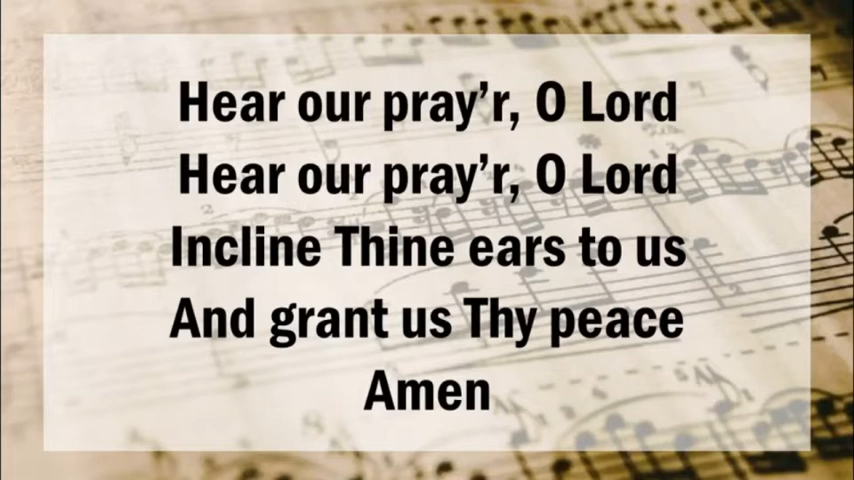 Hear our pray’r, O Lord
Hear our pray’r, O Lord
Incline Thine ears to us
And grant us Thy peace
Amen